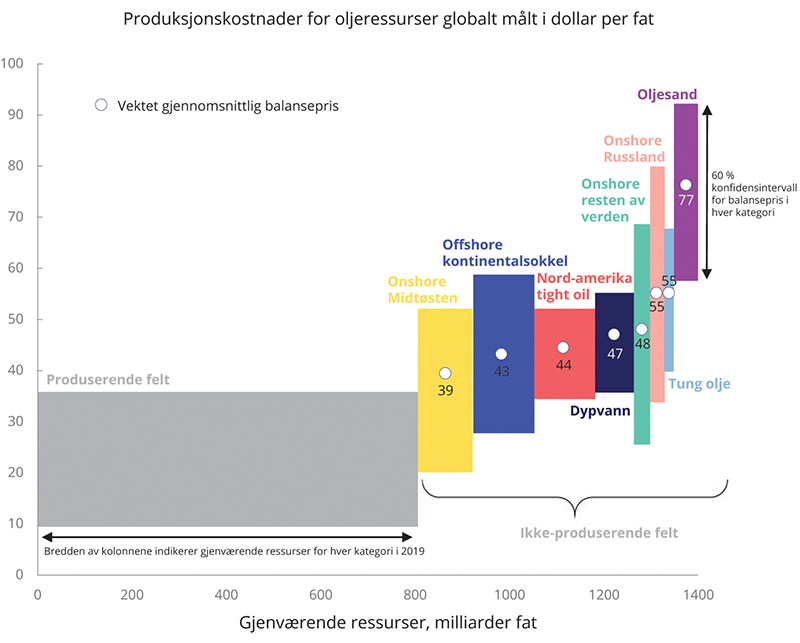 Produksjonskostnader for oljeressurser globalt målt i dollar per fat
100
90
80
70
60
50
40
30
20
10
0
Vektet gjennomsnittlig balansepris
Oljesand
Onshore
Russland
Onshore
resten av
verden
60 %
konfidensintervall
for balansepris i
hver kategori
77
Offshore
kontinentalsokkel
Onshore
Midtøsten
Nord-amerika
tight oil
55
55
48
47
44
43
39
Produserende felt
Tung olje
Dypvann
Ikke-produserende felt
Bredden av kolonnene indikerer gjenværende ressurser for hver kategori i 2019
0
200
400
600
800
1000
1200
1400
Gjenværende ressurser, milliarder fat